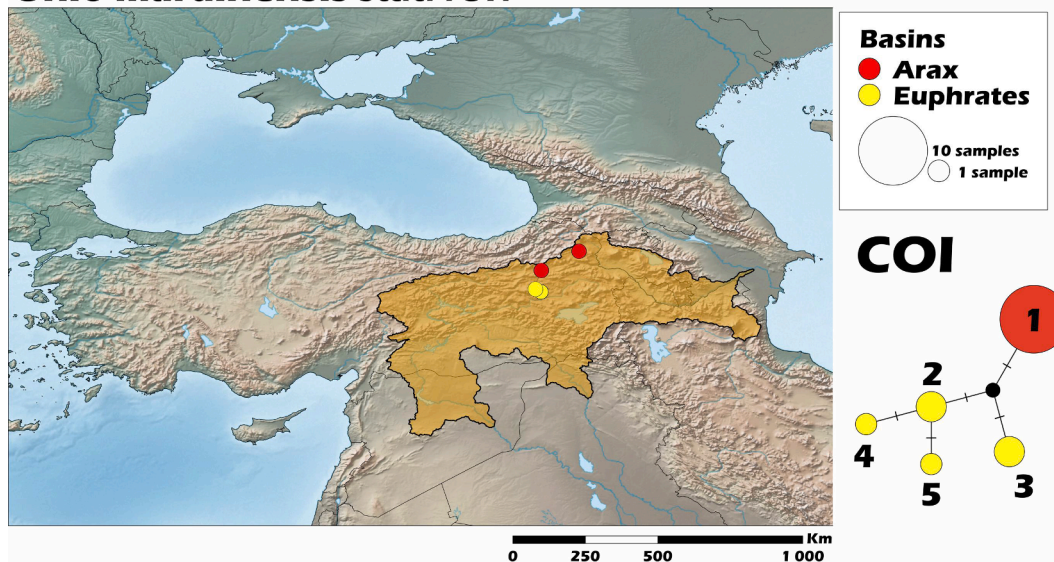 Basins
Arax
Euphrates
10 samples
1 sample
COI
1
2
4
5
3
Km
0 250 500 1 000